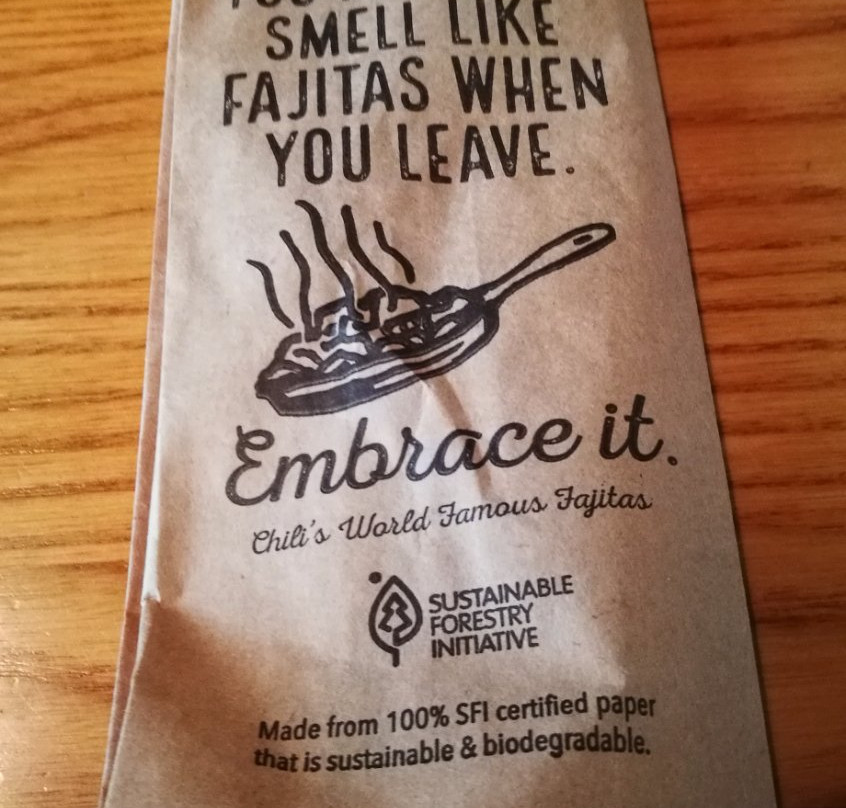 SMELL LIKE
FAJITAS WHEN
YOU LEAVE.
Embrace it.
Chili's World Famous Fajitas
SUSTAINABLE
FORESTRY
INITIATIVE
Made from 100% SFI certified paper
that is sustainable & biodegradable.